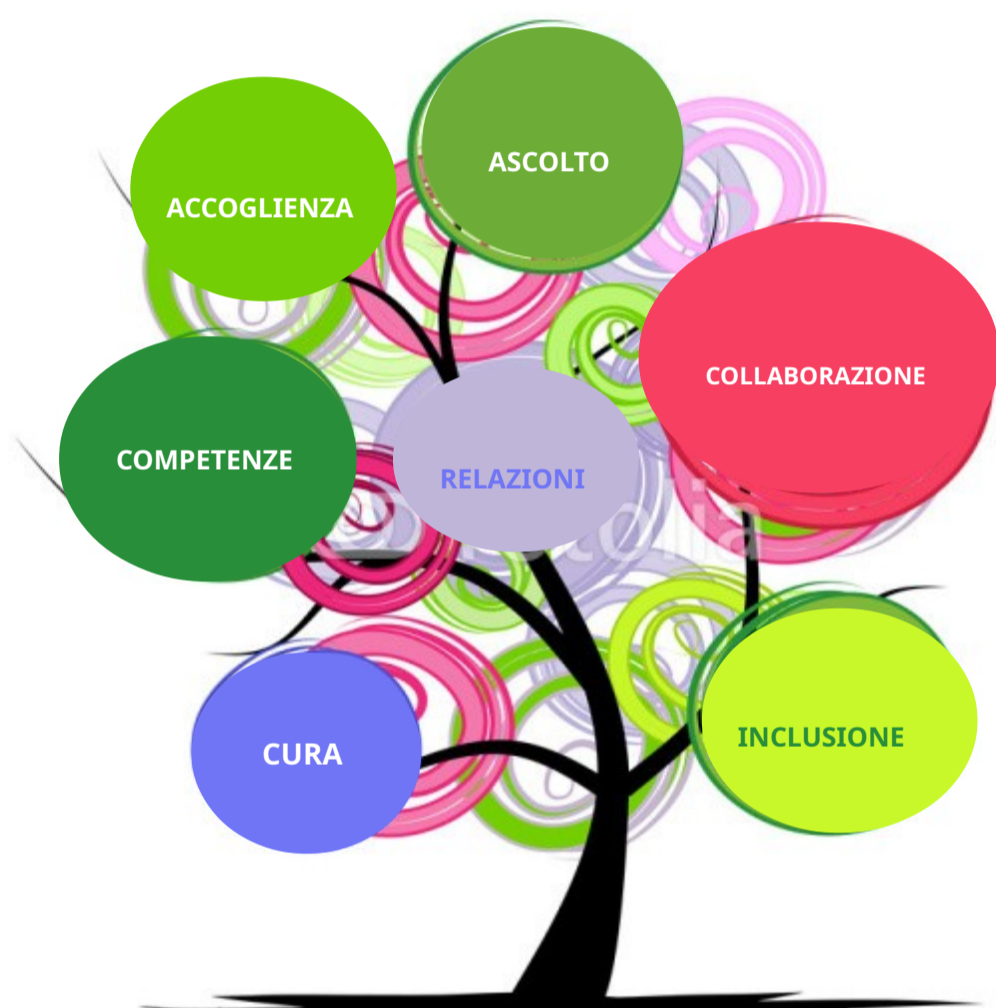 ASCOLTO
ACCOGLIENZA
COLLABORAZIONE
COMPETENZE
RELAZIONI
INCLUSIONE
CURA